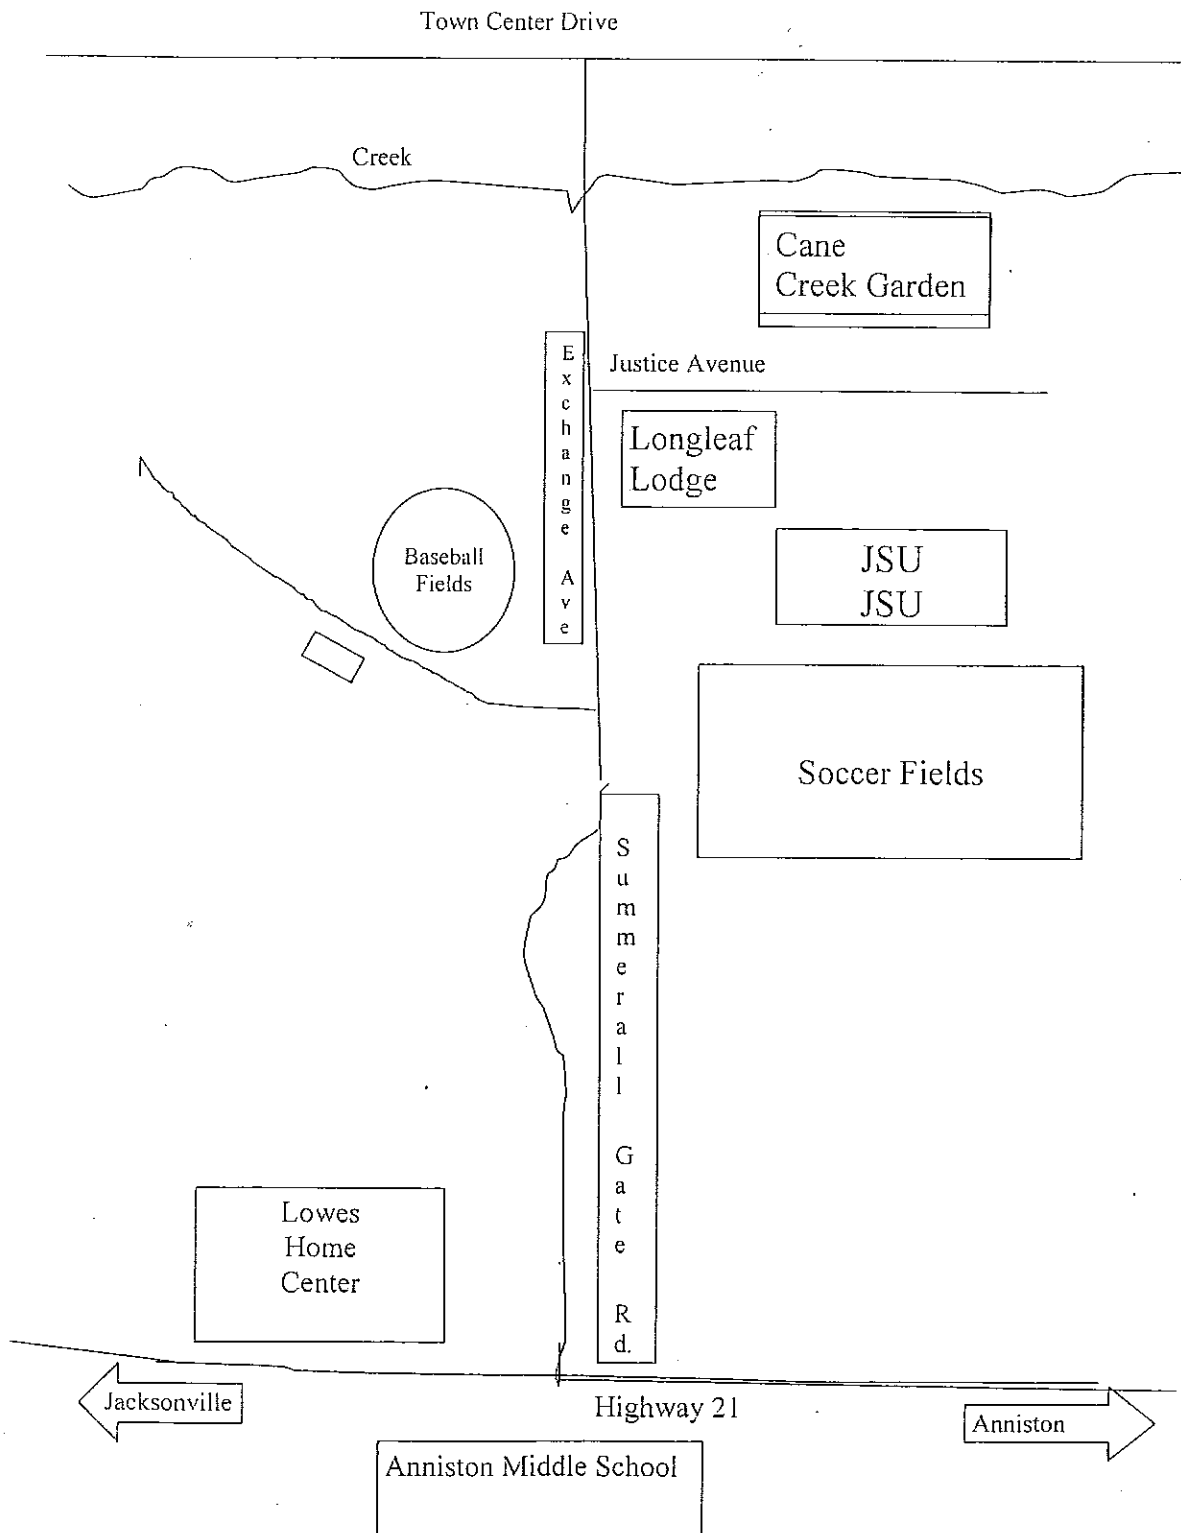 Town Center Drive
Creek
Cane
Creek Garden
Exchange Ave
Justice Avenue
Longleaf
Lodge
Baseball
Fields
JSU
JSU
Soccer Fields
Summerall Gate Rd.
Lowes
Home
Center
Jacksonville
Highway 21
Anniston
Anniston Middle School